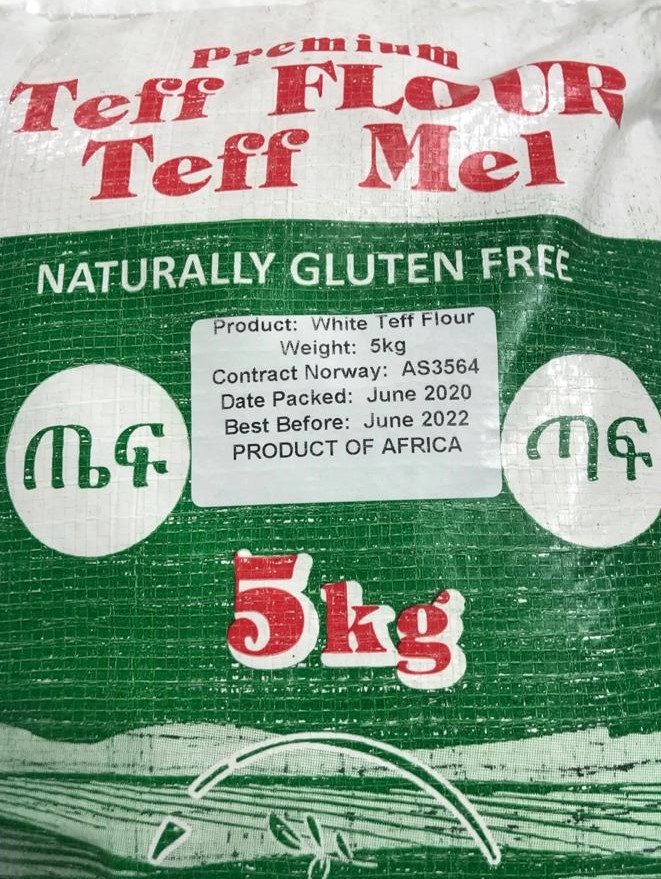 Premium
Teff FLOUR
Teff Mel
NATURALLY GLUTEN FREE
Product: White Teff Flour
Weight: 5kg
Contract Norway: AS3564
Date Packed: June 2020
Best Before: June 2022
PRODUCT OF AFRICA
ጤፍ
ጣፍ
5kg